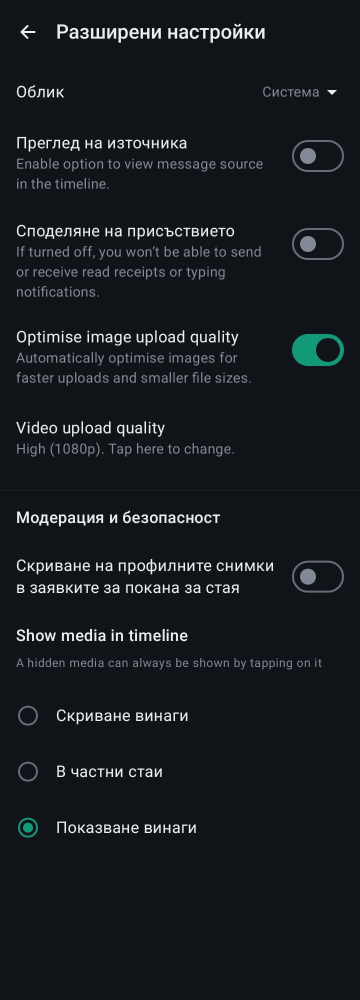 Разширени настройки
Облик
Система
Преглед на източника
Enable option to view message source
in the timeline.
Споделяне на присъствието
If turned off, you won't be able to send
or receive read receipts or typing
notifications.
Optimise image upload quality
Automatically optimise images for
faster uploads and smaller file sizes.
Video upload quality
High (1080p). Tap here to change.
Модерация и безопасност
Скриване на профилните снимки
в заявките за покана за стая
Show media in timeline
A hidden media can always be shown by tapping on it
Скриване винаги
В частни стаи
Показване винаги